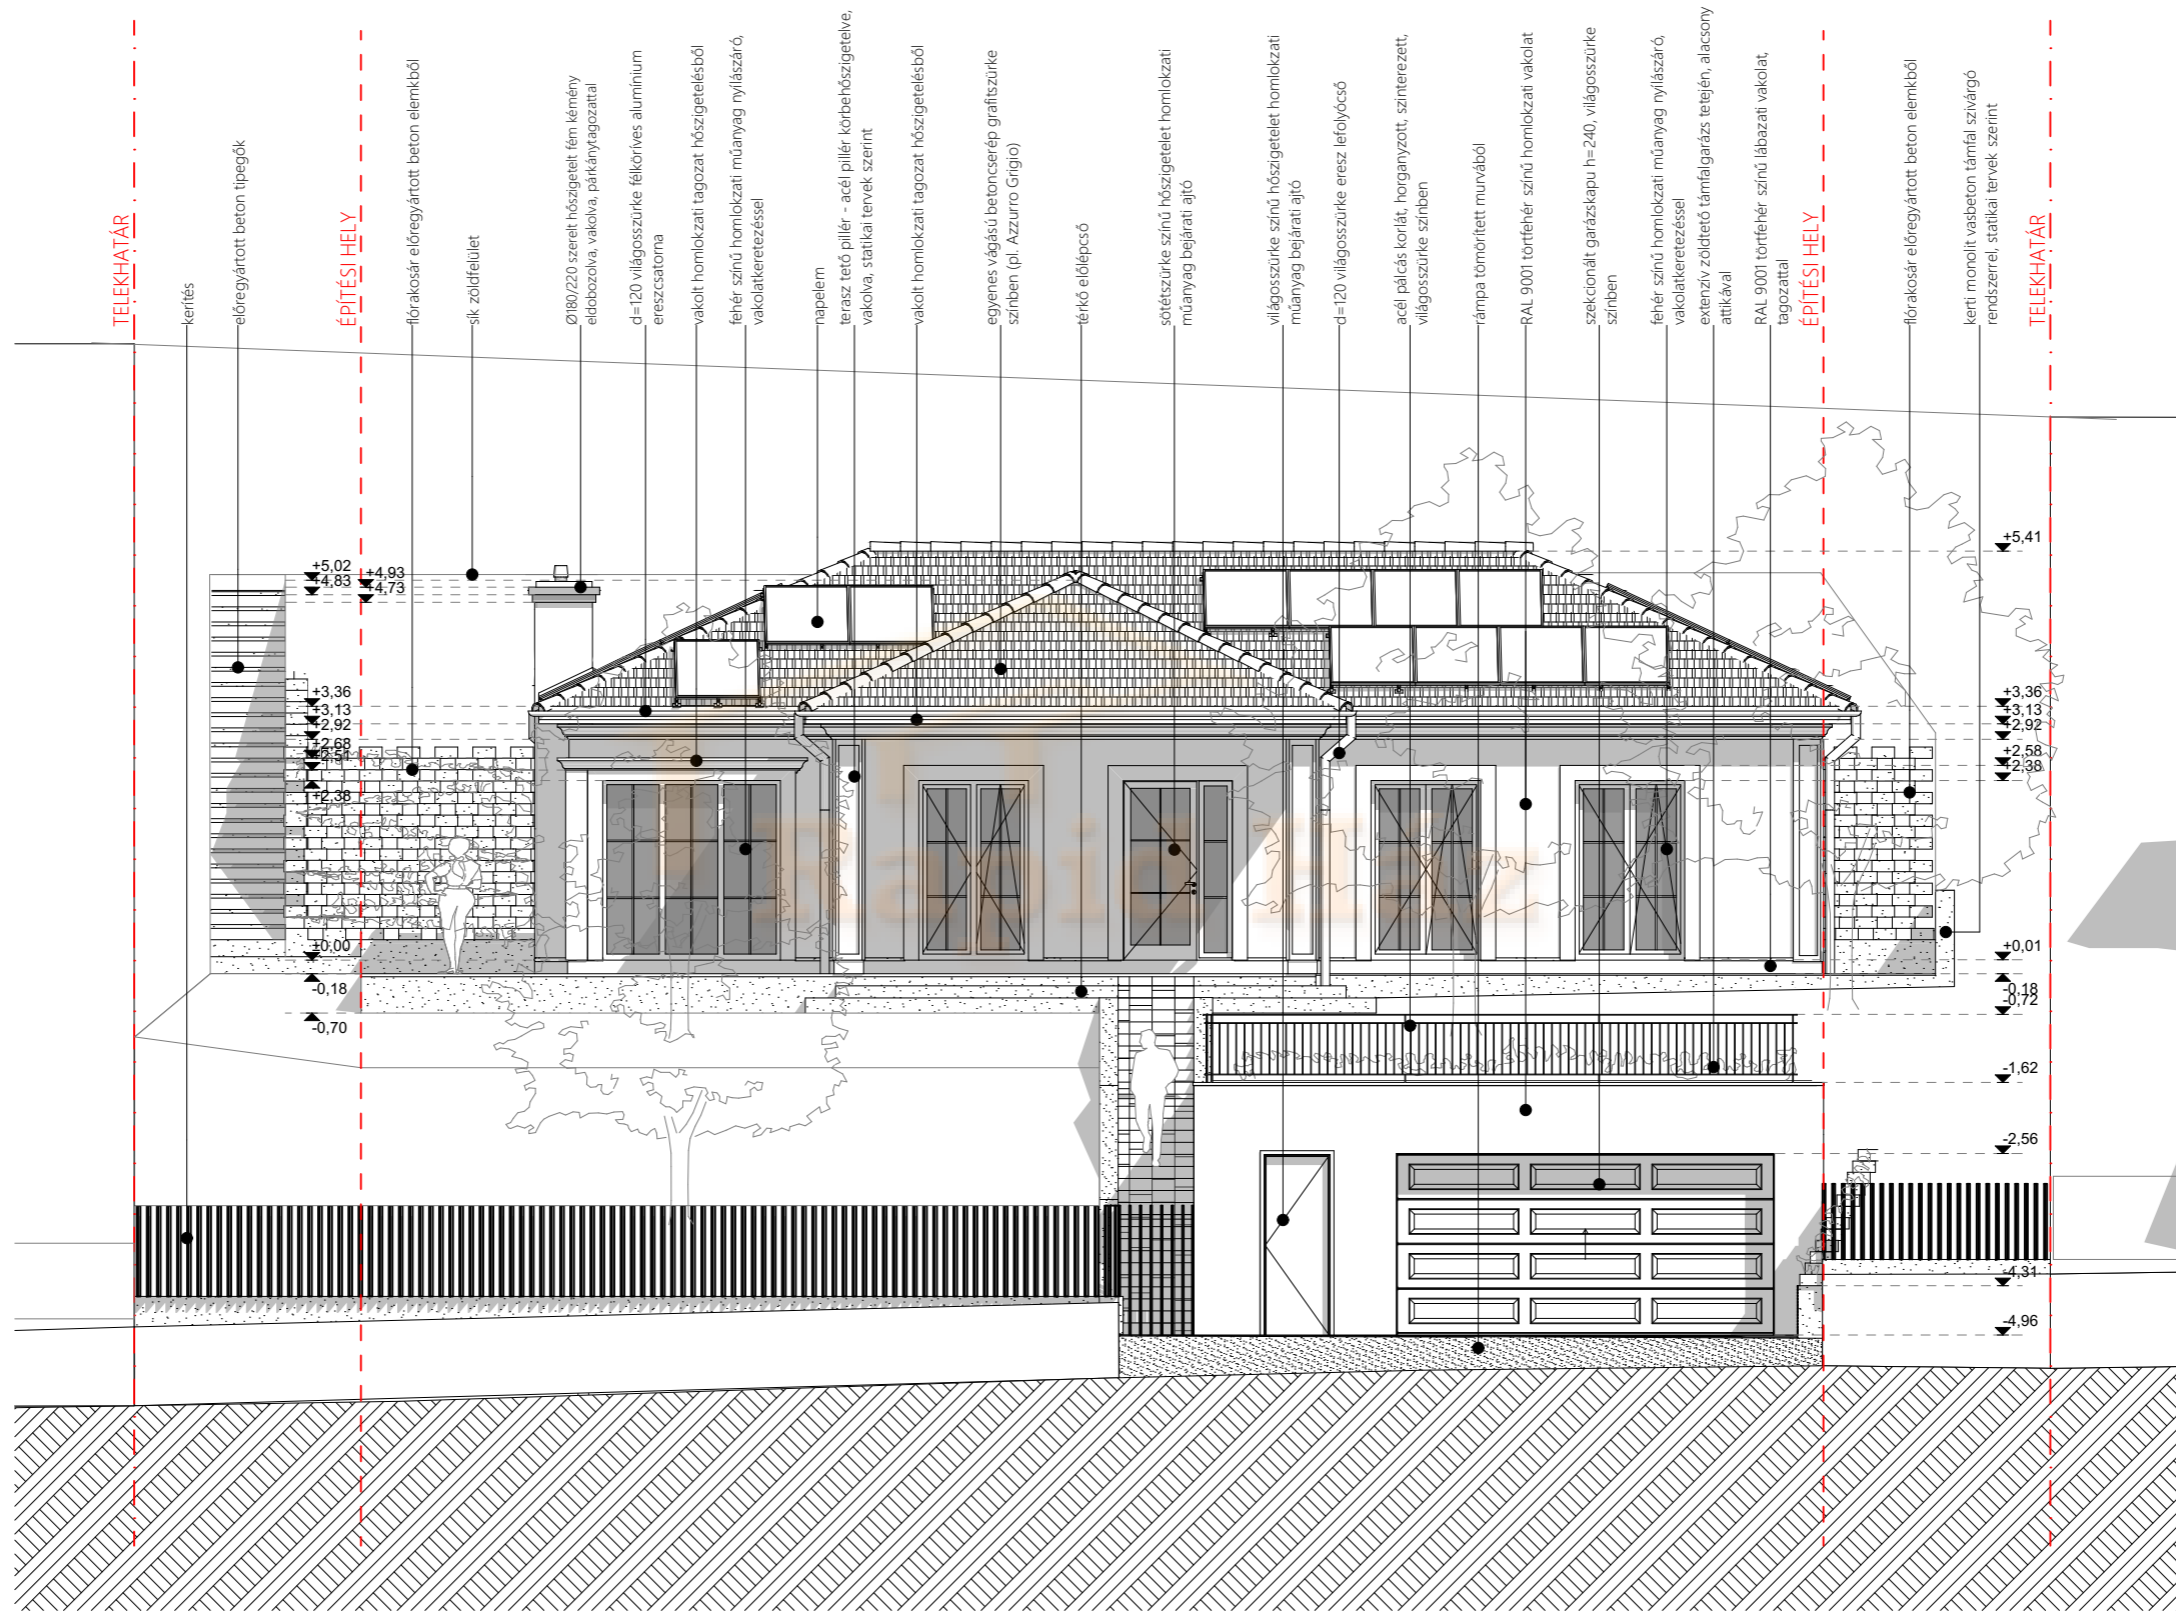 TELEKHATÁR
kerítés
előregyártott beton tipegők
ÉPÍTÉSI HELY
flórakosár előregyártott beton elemkből
sík zöldfelület
Ø180/220 szerelt hőszigetelt fém kémény
eldobozolva, vakolva, párkánytagozattal
d=120 világosszürke félköríves alumínium
ereszcsatorna
vakolt homlokzati tagozat hőszigetelésből
fehér színű homlokzati műanyag nyílászáró,
vakolatkeretezéssel
napelem
terasz tető pillér - acél pillér körbehőszigetelve,
vakolva, statikai tervek szerint
vakolt homlokzati tagozat hőszigetelésből
egyenes vágású betoncserép grafitszürke
színben (pl. Azzurro Grigio)
térkő előlépcső
sötétszürke színű hőszigetelet homlokzati
műanyag bejárati ajtó
világosszürke színű hőszigetelet homlokzati
műanyag bejárati ajtó
d=120 világosszürke eresz lefolyócső
acél pálcás korlát, horganyzott, szinterezett,
világosszürke színben
rámpa tömörített murvából
RAL 9001 törtfehér színű homlokzati vakolat
szekcionált garázskapu h=240, világosszürke
színben
fehér színű homlokzati műanyag nyílászáró,
vakolatkeretezéssel
extenzív zöldtető támfalgarázs tetején, alacsony
attikával
RAL 9001 törtfehér színű lábazati vakolat,
tagozattal
ÉPÍTÉSI HELY
flórakosár előregyártott beton elemkből
kerti monolit vasbeton támfal szivárgó
rendszerrel, statikai tervek szerint
TELEKHATÁR
+5,02
+4,83
+4,93
+4,73
+3,36
+3,13
+2,92
+2,68
+2,51
+2,38
±0,00
-0,18
-0,70
+5,41
+3,36
+3,13
+2,92
+2,58
+2,38
+0,01
-0,18
-0,72
-1,62
-2,56
-4,31
-4,96
Rapid Ház